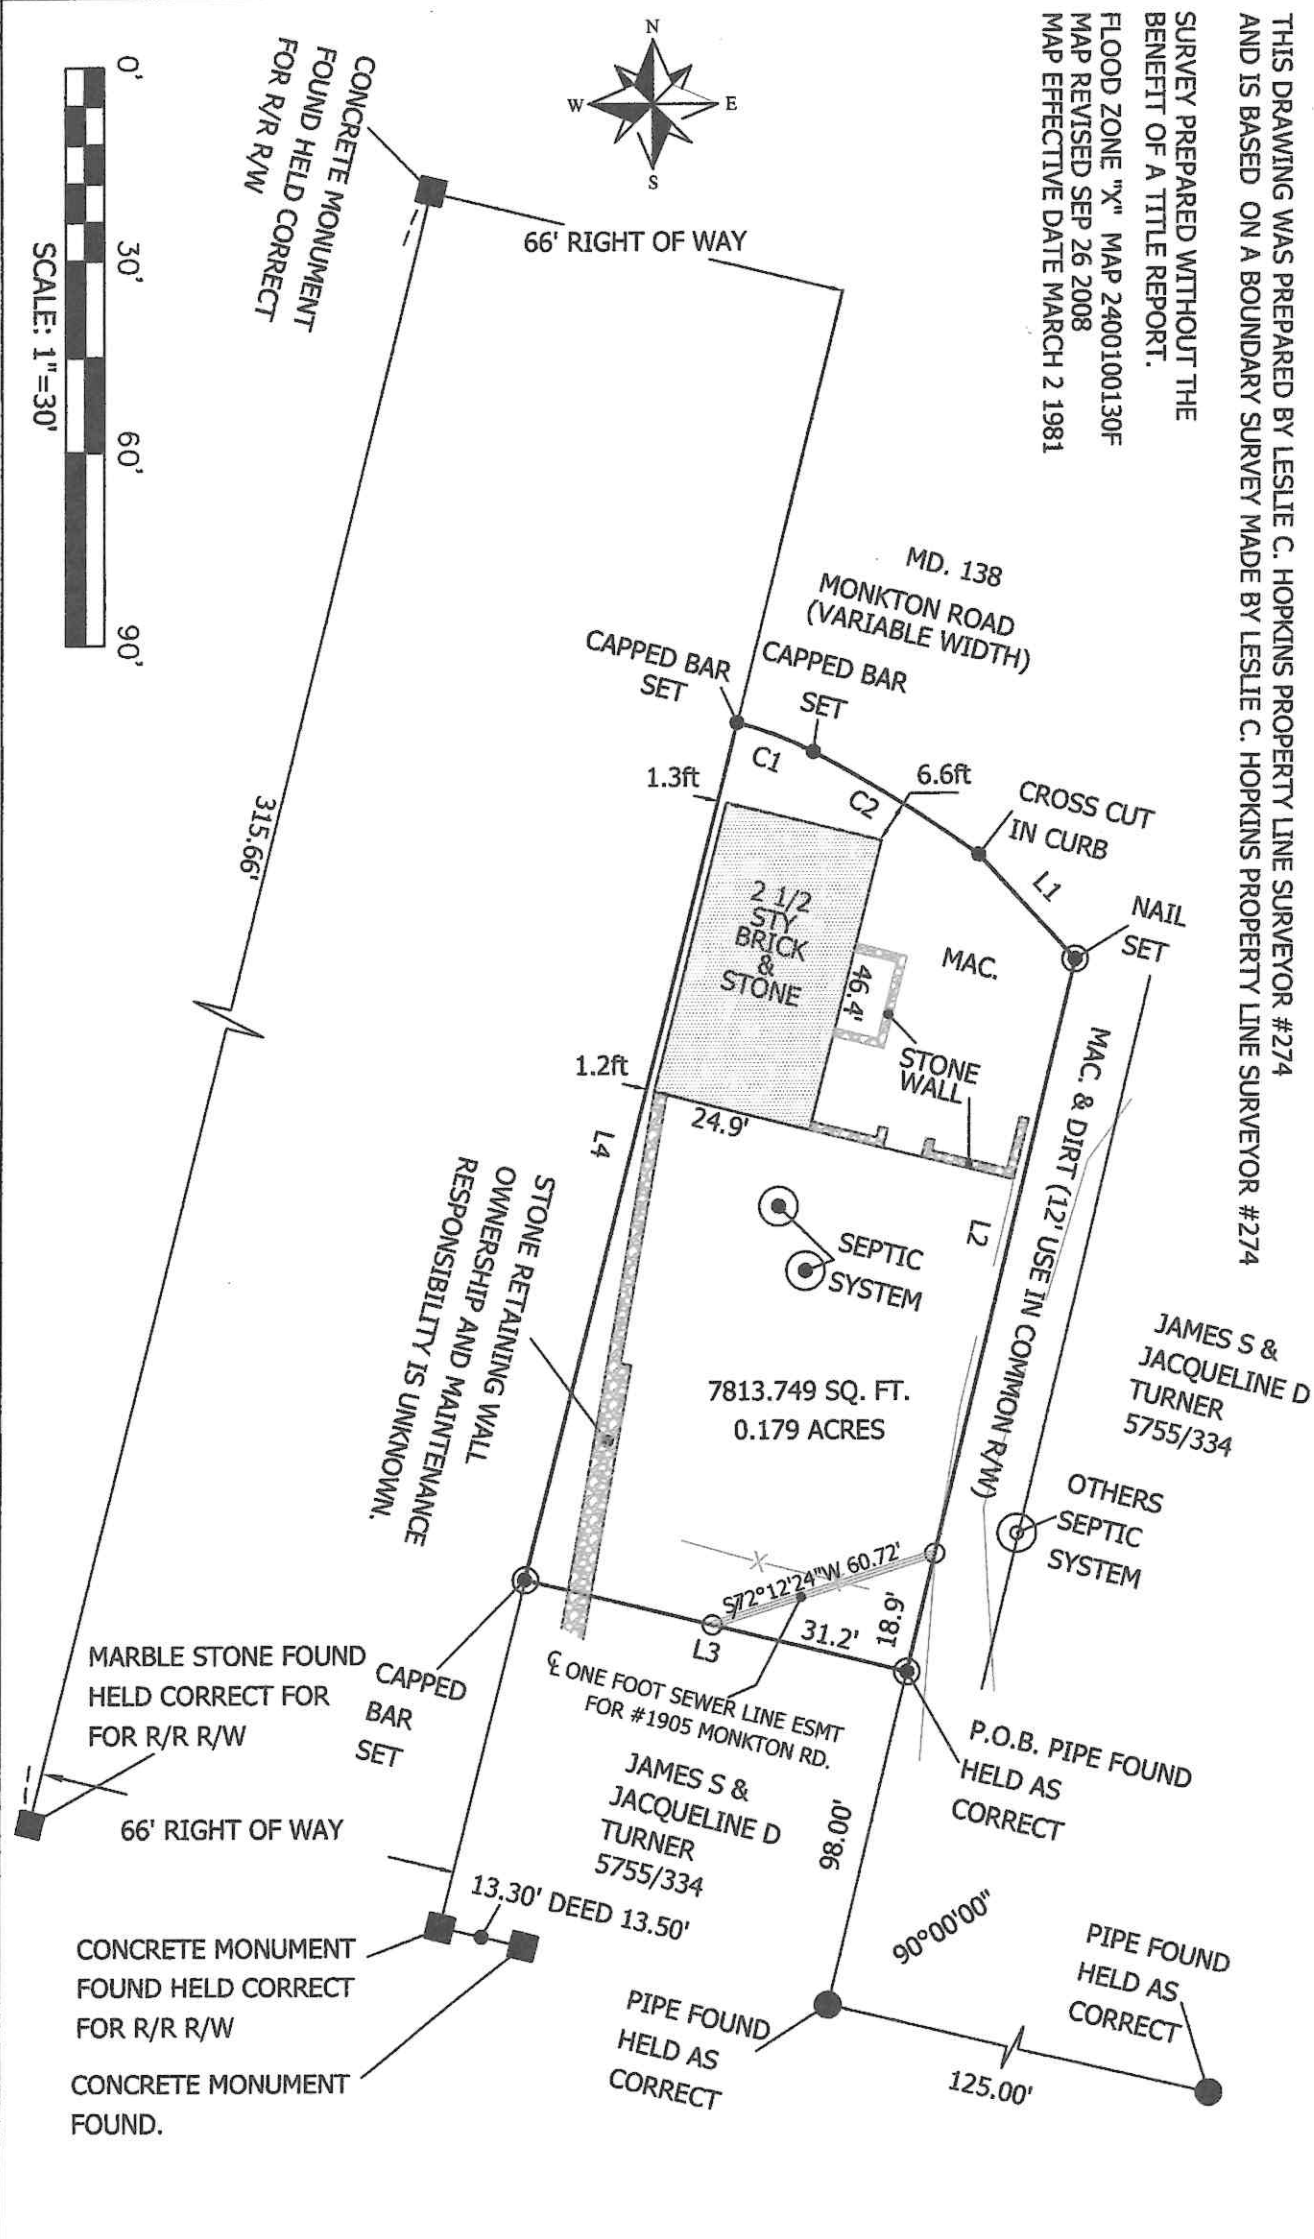 THIS DRAWING WAS PREPARED BY LESLIE C. HOPKINS PROPERTY LINE SURVEYOR #274
AND IS BASED ON A BOUNDARY SURVEY MADE BY LESLIE C. HOPKINS PROPERTY LINE SURVEYOR #274
SURVEY PREPARED WITHOUT THE
BENEFIT OF A TITLE REPORT.
FLOOD ZONE "X" MAP 2400100130F
MAP REVISED SEP 26 2008
MAP EFFECTIVE DATE MARCH 2 1981
N
E
S
W
0'
30'
60'
90'
SCALE: 1"=30'
CONCRETE MONUMENT
FOUND HELD CORRECT
FOR R/R R/W
66' RIGHT OF WAY
315.66'
MD. 138
MONKTON ROAD
(VARIABLE WIDTH)
CAPPED BAR
SET
CAPPED BAR
SET
C1
C2
6.6ft
1.3ft
CROSS CUT
IN CURB
L1
NAIL
SET
2 1/2
STY
BRICK
&
STONE
46.4'
MAC.
STONE
WALL
1.2ft
24.9'
L4
L2
MAC. & DIRT (12' USE IN COMMON R/W)
STONE RETAINING WALL
OWNERSHIP AND MAINTENANCE
RESPONSIBILITY IS UNKNOWN.
SEPTIC
SYSTEM
7813.749 SQ. FT.
0.179 ACRES
JAMES S &
JACQUELINE D
TURNER
5755/334
OTHERS
SEPTIC
SYSTEM
S72°12'24"W 60.72'
18.9'
31.2'
L3
℄ ONE FOOT SEWER LINE ESMT
FOR #1905 MONKTON RD.
P.O.B. PIPE FOUND
HELD AS
CORRECT
MARBLE STONE FOUND
HELD CORRECT FOR
FOR R/R R/W
CAPPED
BAR
SET
66' RIGHT OF WAY
JAMES S &
JACQUELINE D
TURNER
5755/334
98.00'
13.30' DEED 13.50'
90°00'00"
PIPE FOUND
HELD AS
CORRECT
CONCRETE MONUMENT
FOUND HELD CORRECT
FOR R/R R/W
CONCRETE MONUMENT
FOUND.
PIPE FOUND
HELD AS
CORRECT
125.00'